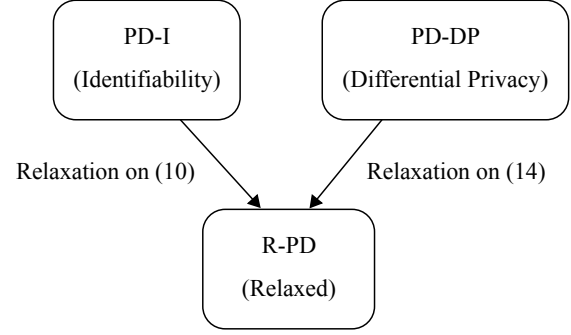 PD-I
(Identifiability)
PD-DP
(Differential Privacy)
Relaxation on (10)
Relaxation on (14)
R-PD
(Relaxed)